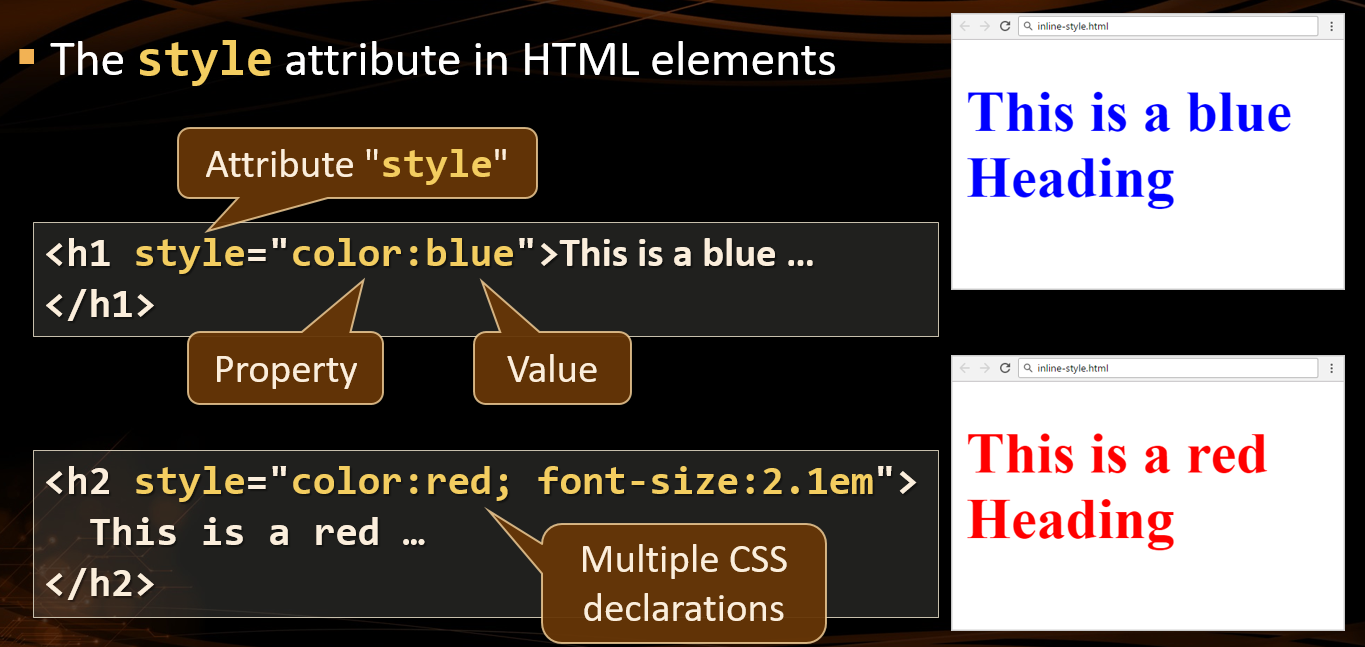 The style attribute in HTML elements
Attribute "style"
<h1 style="color:blue">This is a blue …
</h1>
Property
Value
<h2 style="color:red; font-size:2.1em">
This is a red …
</h2>
Multiple CSS
declarations
inline-style.html
This is a blue
Heading
inline-style.html
This is a red
Heading